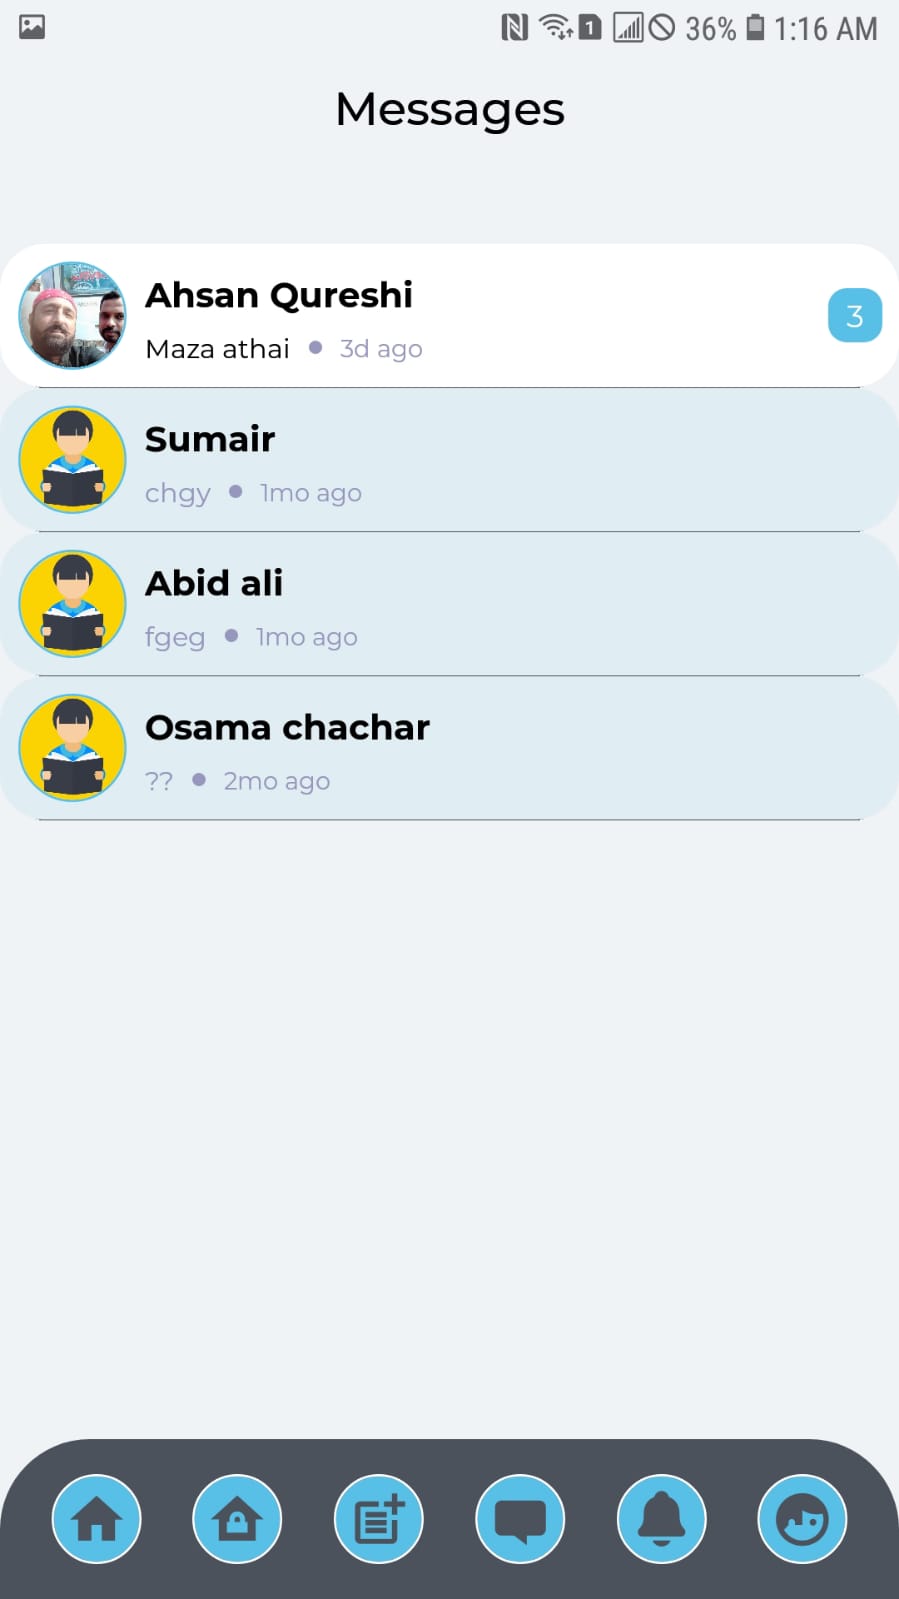 36% 1:16 AM
Messages
Ahsan Qureshi
Maza athai • 3d ago
3
Sumair
chgy • 1mo ago
Abid ali
fgeg • 1mo ago
Osama chachar
?? • 2mo ago